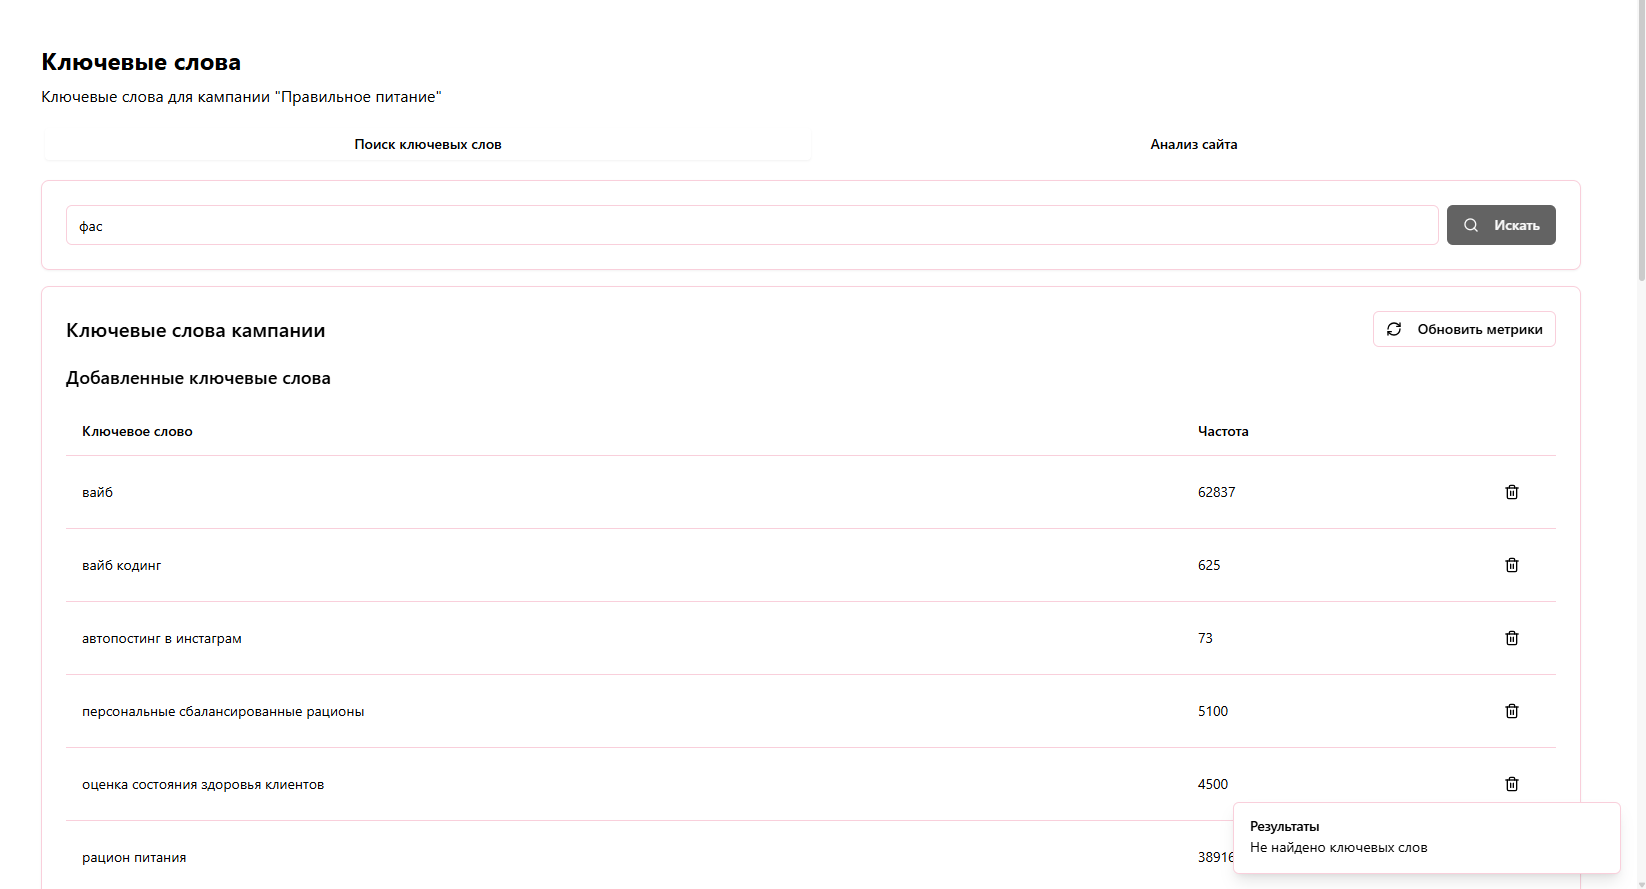 Ключевые слова
Ключевые слова для кампании "Правильное питание"
Поиск ключевых слов
Анализ сайта
фас
Искать
Ключевые слова кампании
Обновить метрики
Добавленные ключевые слова
Ключевое слово Частота
вайб 62837
вайб кодинг 625
автопостинг в инстаграм 73
персональные сбалансированные рационы 5100
оценка состояния здоровья клиентов 4500
рацион питания 38916
Результаты
Не найдено ключевых слов